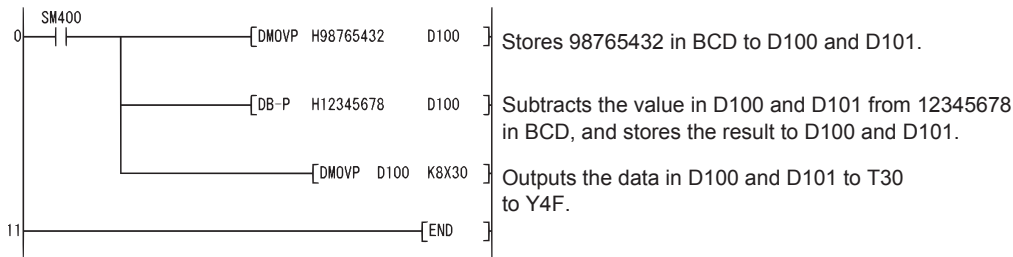 SM400
0 DMOVP H98765432 D100 Stores 98765432 in BCD to D100 and D101.
DB-P H12345678 D100 Subtracts the value in D100 and D101 from 12345678
in BCD, and stores the result to D100 and D101.
DMOVP D100 K8X30 Outputs the data in D100 and D101 to T30
to Y4F.
11 END